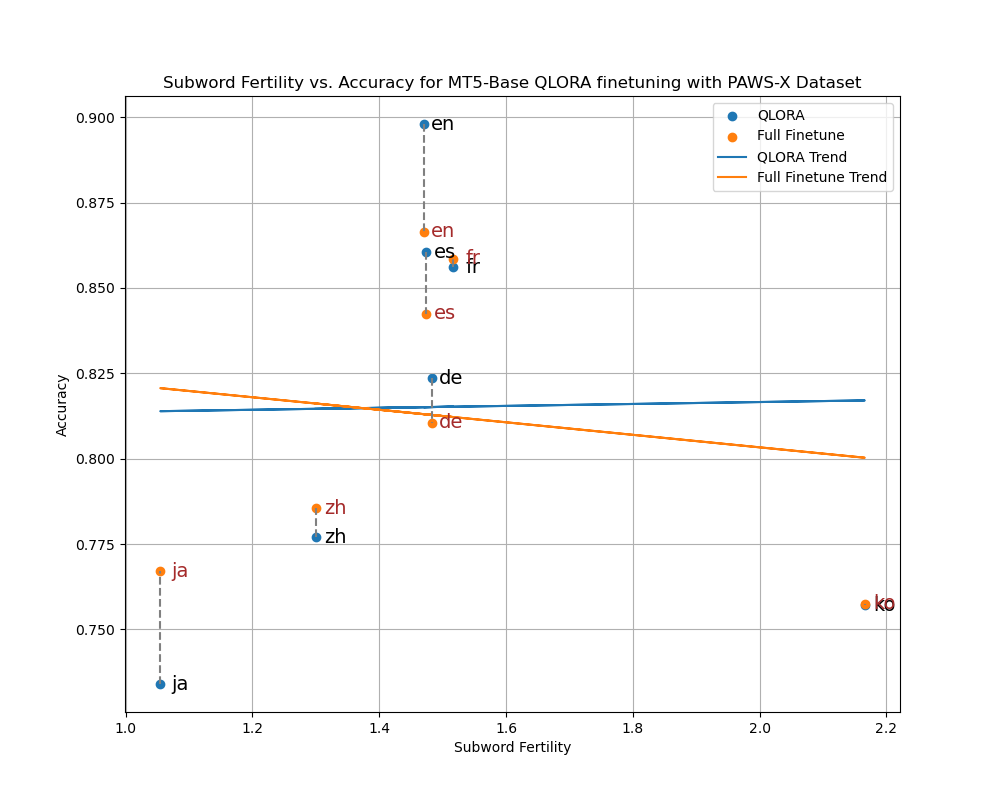 Subword Fertility vs. Accuracy for MT5-Base QLORA finetuning with PAWS-X Dataset
QLORA
Full Finetune
QLORA Trend
Full Finetune Trend
0.900
0.875
0.850
0.825
0.800
0.775
0.750
Accuracy
en
en
es
fr
fr
es
de
de
zh
zh
ja
ko
ko
ja
1.0 1.2 1.4 1.6 1.8 2.0 2.2
Subword Fertility